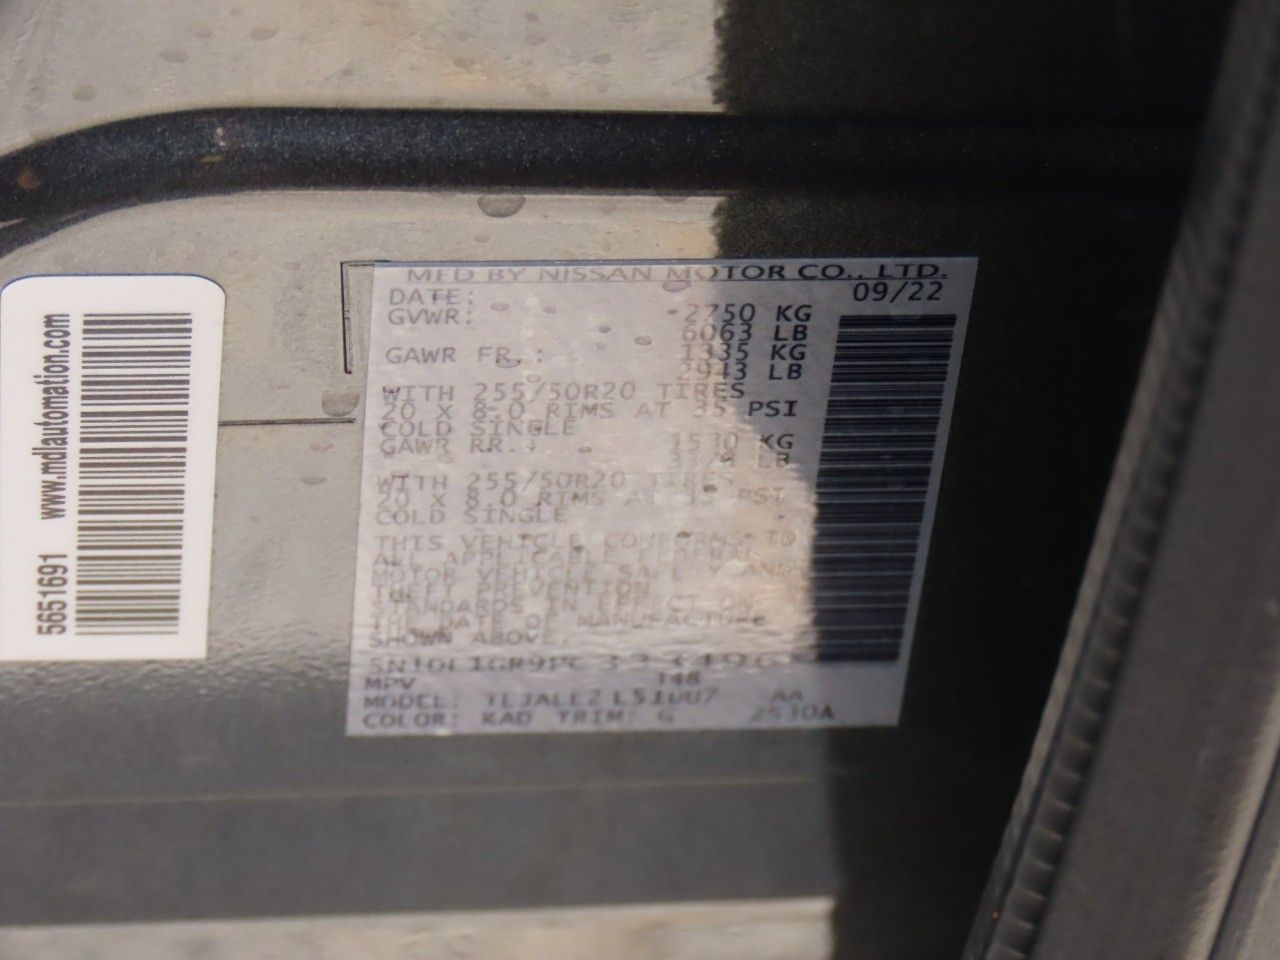 www.mdlautomation.com
5651691
MFD BY NISSAN MOTOR CO., LTD.
DATE: 09/22
GVWR: 2750 KG
6063 LB
GAWR FR.: 1335 KG
2943 LB
WITH 255/50R20 TIRES
20 X 8.0 RIMS AT 35 PSI
COLD SINGLE
GAWR RR.: 1530 KG
LB
WITH 255/50R20 TIRES
20 X 8.0 RIMS AT 35 PSI
COLD SINGLE
THIS VEHICLE CONFORMS TO
ALL APPLICABLE FEDERAL
MOTOR VEHICLE SAFETY AND
THEFT PREVENTION
STANDARDS IN EFFECT ON
THE DATE OF MANUFACTURE
SHOWN ABOVE.
MPV
MODEL: AA
COLOR: KAD TRIM: G